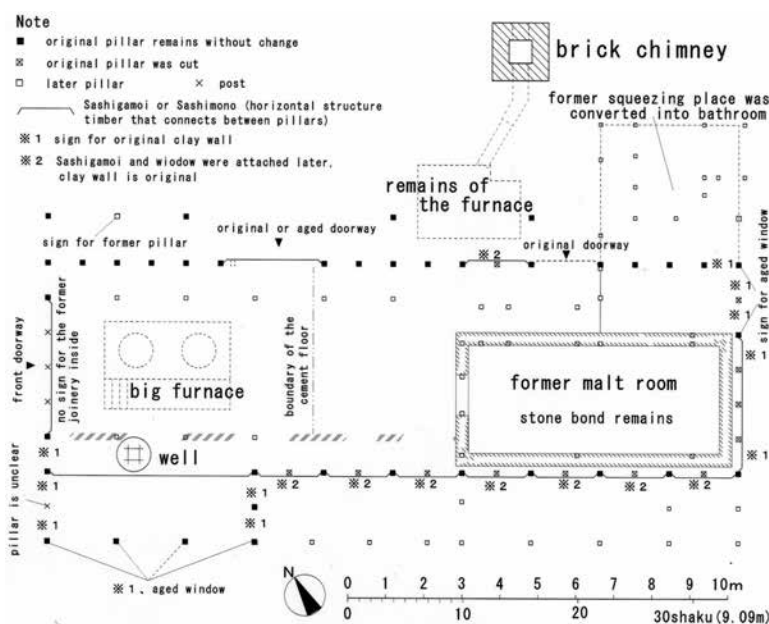 Note
■ original pillar remains without change
⊠ original pillar was cut
□ later pillar
× post
Sashigamoi or Sashimono (horizontal structure
timber that connects between pillars)
※ 1 sign for original clay wall
※ 2 Sashigamoi and wiodow were attached later,
clay wall is original
brick chimney
former squeezing place was
converted into bathroom
remains of
the furnace
sign for former pillar
original or aged doorway
▼
original doorway
▼
※ 2
※ 1
※ 1
※ 1
sign for aged window
※ 1
※ 1
front doorway
▼
no sign for the former
joinery inside
big furnace
boundary of the
cement floor
former malt room
stone bond remains
well
※ 1
※ 1
※ 1
pillar is unclear
※ 1
※ 1
※ 2
※ 2
※ 2
※ 2
※ 2
※ 2
※ 2
※ 1、aged window
N
0 1 2 3 4 5 6 7 8 9 10m
0 10 20 30shaku(9.09m)